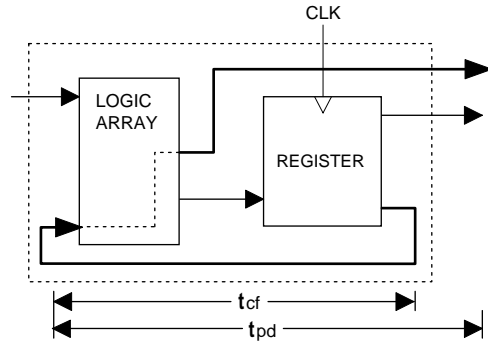 CLK
LOGIC
ARRAY
REGISTER
tcf
tpd